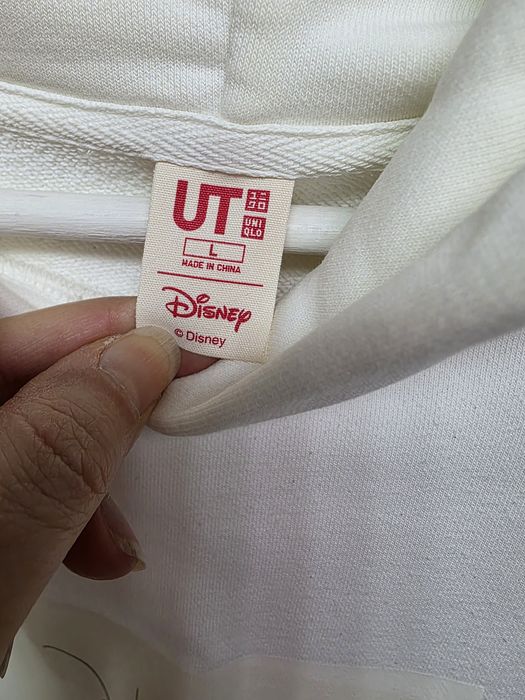 UT ユニクロ
UNI
QLO
L
MADE IN CHINA
Disney
© Disney